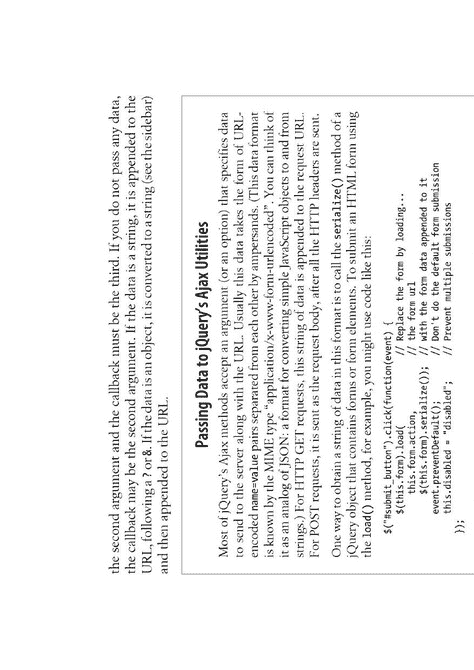 the second argument and the callback must be the third. If you do not pass any data,
the callback may be the second argument. If the data is a string, it is appended to the
URL, following a ? or &. If the data is an object, it is converted to a string (see the sidebar)
and then appended to the URL.
Passing Data to jQuery's Ajax Utilities
Most of jQuery's Ajax methods accept an argument (or an option) that specifies data
to send to the server along with the URL. Usually this data takes the form of URL-
encoded name=value pairs separated from each other by ampersands. (This data format
is known by the MIME type "application/x-www-form-urlencoded". You can think of
it as an analog of JSON: a format for converting simple JavaScript objects to and from
strings.) For HTTP GET requests, this string of data is appended to the request URL.
For POST requests, it is sent as the request body, after all the HTTP headers are sent.
One way to obtain a string of data in this format is to call the serialize() method of a
jQuery object that contains forms or form elements. To submit an HTML form using
the load() method, for example, you might use code like this:
$("#submit_button").click(function(event) {
$(this.form).load( // Replace the form by loading...
this.form.action, // the form url
$(this.form).serialize()); // with the form data appended to it
event.preventDefault(); // Don't do the default form submission
this.disabled = "disabled"; // Prevent multiple submissions
});